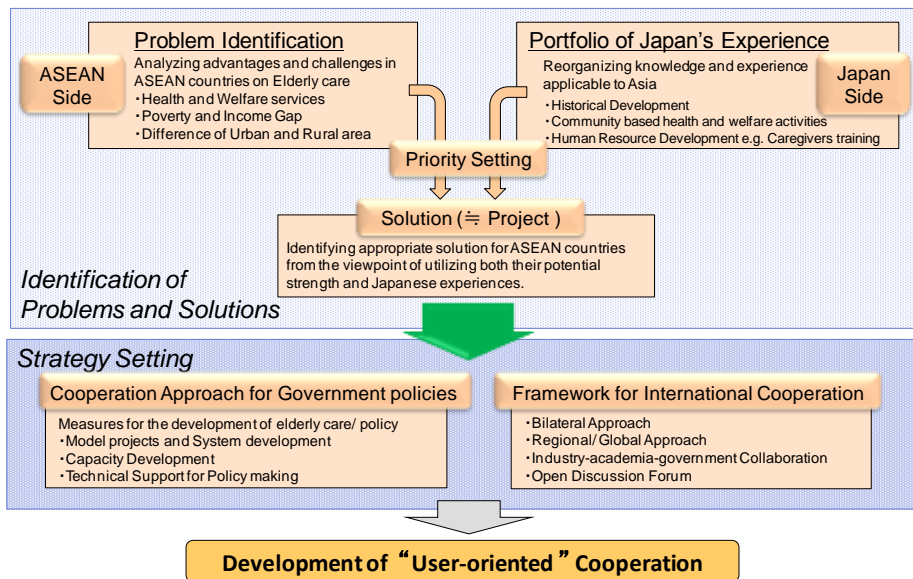 Problem Identification
Analyzing advantages and challenges in
ASEAN countries on Elderly care
・Health and Welfare services
・Poverty and Income Gap
・Difference of Urban and Rural area
ASEAN
Side
Portfolio of Japan's Experience
Reorganizing knowledge and experience
applicable to Asia
・Historical Development
・Community based health and welfare activities
・Human Resource Development e.g. Caregivers training
Japan
Side
Priority Setting
Solution (≒ Project )
Identifying appropriate solution for ASEAN countries
from the viewpoint of utilizing both their potential
strength and Japanese experiences.
Identification of
Problems and Solutions
Strategy Setting
Cooperation Approach for Government policies
Measures for the development of elderly care/ policy
・Model projects and System development
・Capacity Development
・Technical Support for Policy making
Framework for International Cooperation
・Bilateral Approach
・Regional/ Global Approach
・Industry-academia-government Collaboration
・Open Discussion Forum
Development of “User-oriented” Cooperation